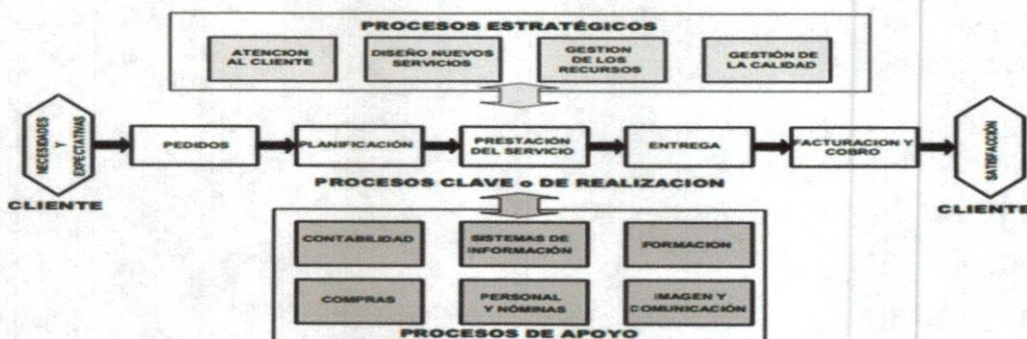 PROCESOS ESTRATÉGICOS
ATENCION
AL CLIENTE
DISEÑO NUEVOS
SERVICIOS
GESTION
DE LOS
RECURSOS
GESTIÓN DE
LA CALIDAD
NECESIDADES
Y
EXPECTATIVAS
CLIENTE
PEDIDOS
PLANIFICACIÓN
PRESTACIÓN
DEL SERVICIO
ENTREGA
FACTURACION Y
COBRO
SATISFACCIÓN
CLIENTE
PROCESOS CLAVE o DE REALIZACION
CONTABILIDAD
SISTEMAS DE
INFORMACIÓN
FORMACION
COMPRAS
PERSONAL
Y NÓMINAS
IMAGEN Y
COMUNICACIÓN
PROCESOS DE APOYO